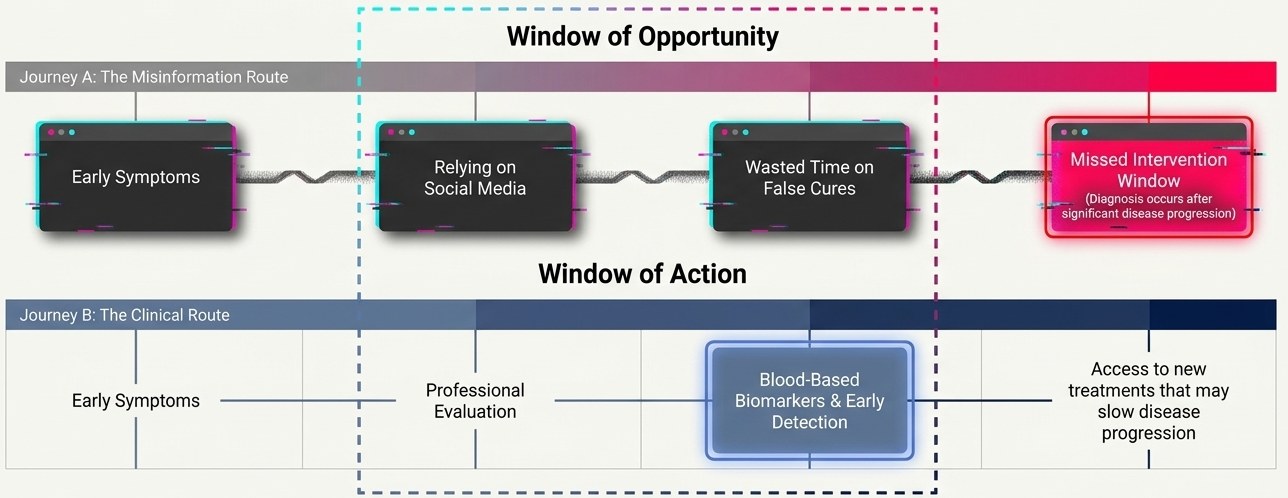 Window of Opportunity
Journey A: The Misinformation Route
Early Symptoms
Relying on
Social Media
Wasted Time on
False Cures
Missed Intervention
Window
(Diagnosis occurs after
significant disease progression)
Window of Action
Journey B: The Clinical Route
Early Symptoms
Professional
Evaluation
Blood-Based
Biomarkers & Early
Detection
Access to new
treatments that may
slow disease
progression